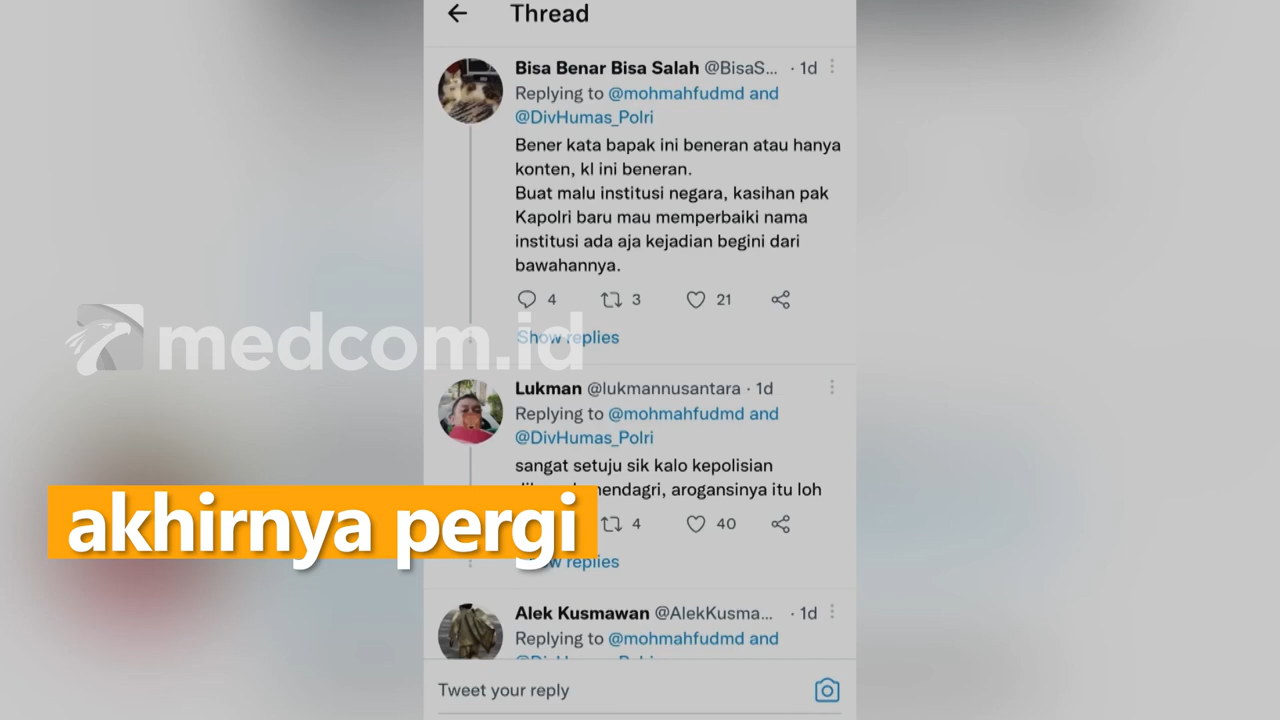 Thread
Bisa Benar Bisa Salah @BisaS... · 1d
Replying to @mohmahfudmd and
@DivHumas_Polri
Bener kata bapak ini beneran atau hanya
konten, kl ini beneran.
Buat malu institusi negara, kasihan pak
Kapolri baru mau memperbaiki nama
institusi ada aja kejadian begini dari
bawahannya.
4 3 21
Show replies
medcom.id
Lukman @lukmannusantara · 1d
Replying to @mohmahfudmd and
@DivHumas_Polri
sangat setuju sik kalo kepolisian
arogansinya itu loh
4 40
replies
akhirnya pergi
Alek Kusmawan @AlekKusma... · 1d
Replying to @mohmahfudmd and
Tweet your reply